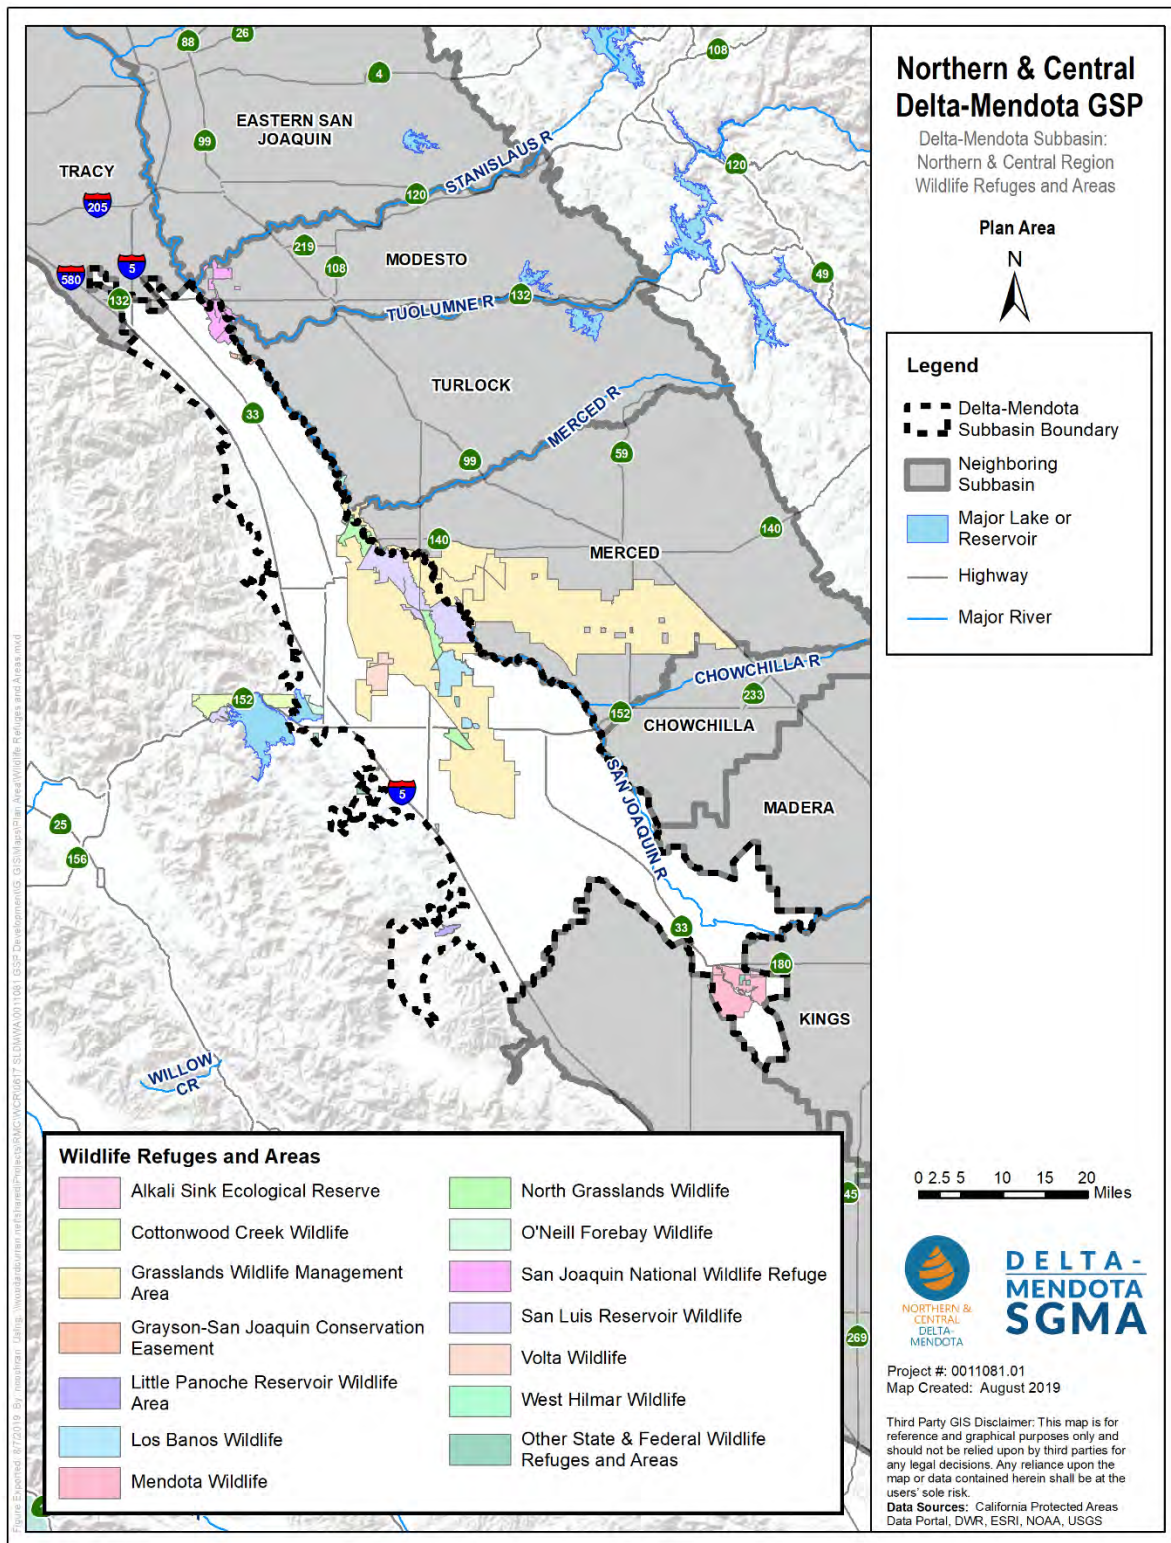 Northern & Central
Delta-Mendota GSP
Delta-Mendota Subbasin:
Northern & Central Region
Wildlife Refuges and Areas
Plan Area
N
Legend
Delta-Mendota
Subbasin Boundary
Neighboring
Subbasin
Major Lake or
Reservoir
Highway
Major River
88
26
4
108
EASTERN SAN
JOAQUIN
99
TRACY
205
STANISLAUS R
120
120
219
108
MODESTO
49
580
5
132
TUOLUMNE R
132
TURLOCK
33
MERCED R
99
59
140
140
MERCED
CHOWCHILLA R
233
152
152
CHOWCHILLA
SAN JOAQUIN R
5
MADERA
25
156
33
180
KINGS
WILLOW
CR
45
269
Wildlife Refuges and Areas
Alkali Sink Ecological Reserve
Cottonwood Creek Wildlife
Grasslands Wildlife Management
Area
Grayson-San Joaquin Conservation
Easement
Little Panoche Reservoir Wildlife
Area
Los Banos Wildlife
Mendota Wildlife
North Grasslands Wildlife
O'Neill Forebay Wildlife
San Joaquin National Wildlife Refuge
San Luis Reservoir Wildlife
Volta Wildlife
West Hilmar Wildlife
Other State & Federal Wildlife
Refuges and Areas
0 2.5 5 10 15 20
Miles
NORTHERN &
CENTRAL
DELTA-
MENDOTA
DELTA-
MENDOTA
SGMA
Project #: 0011081.01
Map Created: August 2019
Third Party GIS Disclaimer: This map is for
reference and graphical purposes only and
should not be relied upon by third parties for
any legal decisions. Any reliance upon the
map or data contained herein shall be at the
users' sole risk.
Data Sources: California Protected Areas
Data Portal, DWR, ESRI, NOAA, USGS